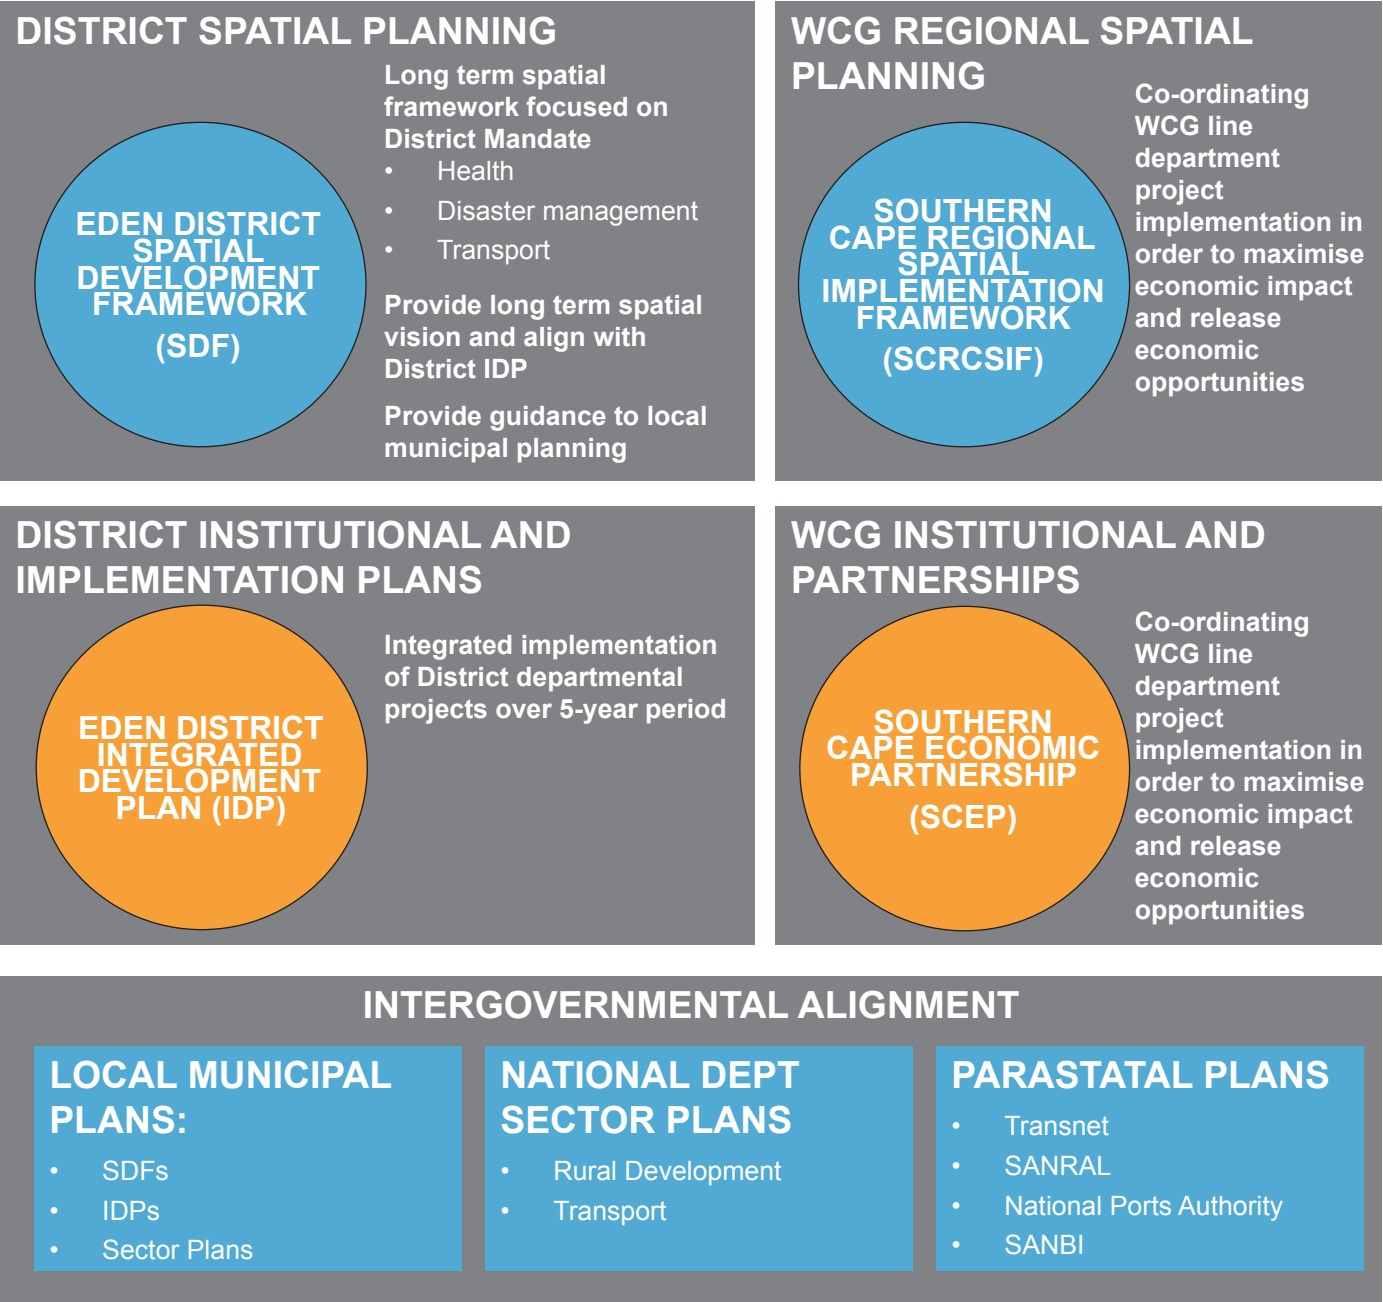 DISTRICT SPATIAL PLANNING
EDEN DISTRICT
SPATIAL
DEVELOPMENT
FRAMEWORK
(SDF)
Long term spatial
framework focused on
District Mandate
• Health
• Disaster management
• Transport
Provide long term spatial
vision and align with
District IDP
Provide guidance to local
municipal planning
WCG REGIONAL SPATIAL
PLANNING
SOUTHERN
CAPE REGIONAL
SPATIAL
IMPLEMENTATION
FRAMEWORK
(SCRCSIF)
Co-ordinating
WCG line
department
project
implementation in
order to maximise
economic impact
and release
economic
opportunities
DISTRICT INSTITUTIONAL AND
IMPLEMENTATION PLANS
EDEN DISTRICT
INTEGRATED
DEVELOPMENT
PLAN (IDP)
Integrated implementation
of District departmental
projects over 5-year period
WCG INSTITUTIONAL AND
PARTNERSHIPS
SOUTHERN
CAPE ECONOMIC
PARTNERSHIP
(SCEP)
Co-ordinating
WCG line
department
project
implementation in
order to maximise
economic impact
and release
economic
opportunities
INTERGOVERNMENTAL ALIGNMENT
LOCAL MUNICIPAL
PLANS:
• SDFs
• IDPs
• Sector Plans
NATIONAL DEPT
SECTOR PLANS
• Rural Development
• Transport
PARASTATAL PLANS
• Transnet
• SANRAL
• National Ports Authority
• SANBI